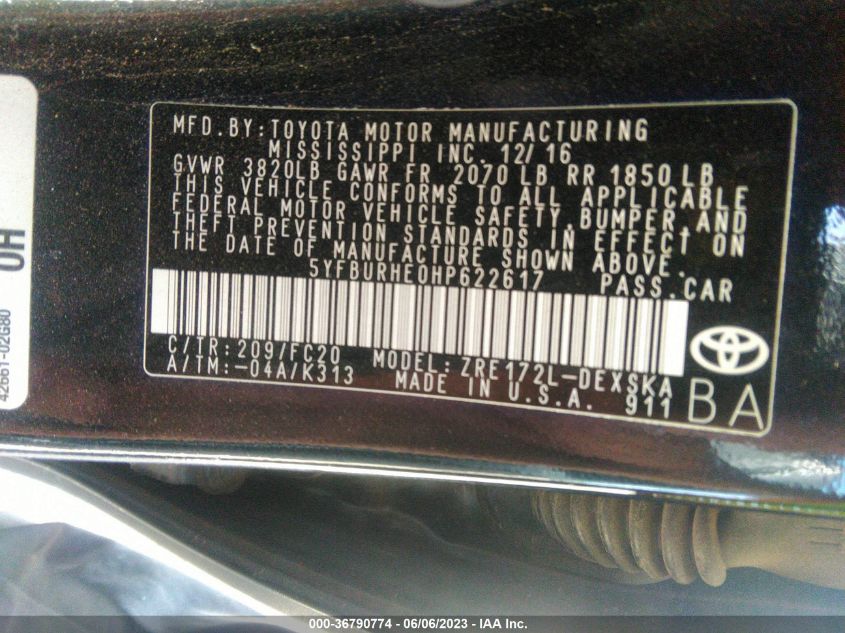 MFD.BY:TOYOTA MOTOR MANUFACTURING
MISSISSIPPI INC. 12/16
GVWR 3820LB GAWR FR 2070 LB RR 1850 LB
THIS VEHICLE CONFORMS TO ALL APPLICABLE
FEDERAL MOTOR VEHICLE SAFETY,BUMPER,AND
THEFT PREVENTION STANDARDS IN EFFECT ON
THE DATE OF MANUFACTURE SHOWN ABOVE.
5YFBURHE0HP622617 PASS.CAR
C/TR:209/FC20 MODEL:ZRE172L-DEXSKA
A/TM:-04A/K313 MADE IN U.S.A. 911
BA
OH
42661-02G80
000-36790774 - 06/06/2023 - IAA Inc.